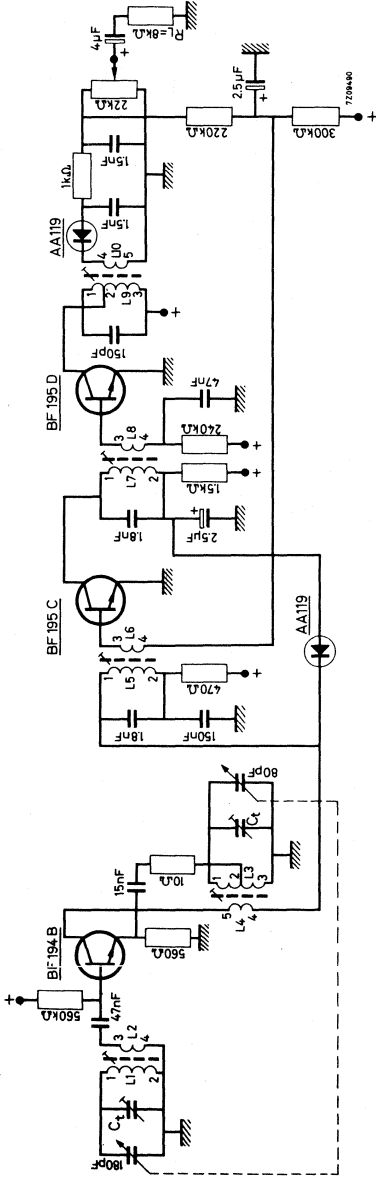 BF194B
BF195C
BF195D
AA119
AA119
180pF
Ct
1
L1
2
3
L2
4
47nF
560kΩ
+
560Ω
15nF
10Ω
5
L4
4
1
2
L3
3
Ct
80pF
1.8nF
150nF
1
L5
2
470Ω
+
3
L6
4
1.8nF
2.5µF
+
1
L7
2
1.5kΩ
+
3
L8
4
240kΩ
+
47nF
150pF
1
2
L9
3
+
4
L10
5
1.5nF
1kΩ
1.5nF
22kΩ
4µF
+
RL=8kΩ
220kΩ
2.5µF
+
300kΩ
+
7Z09490